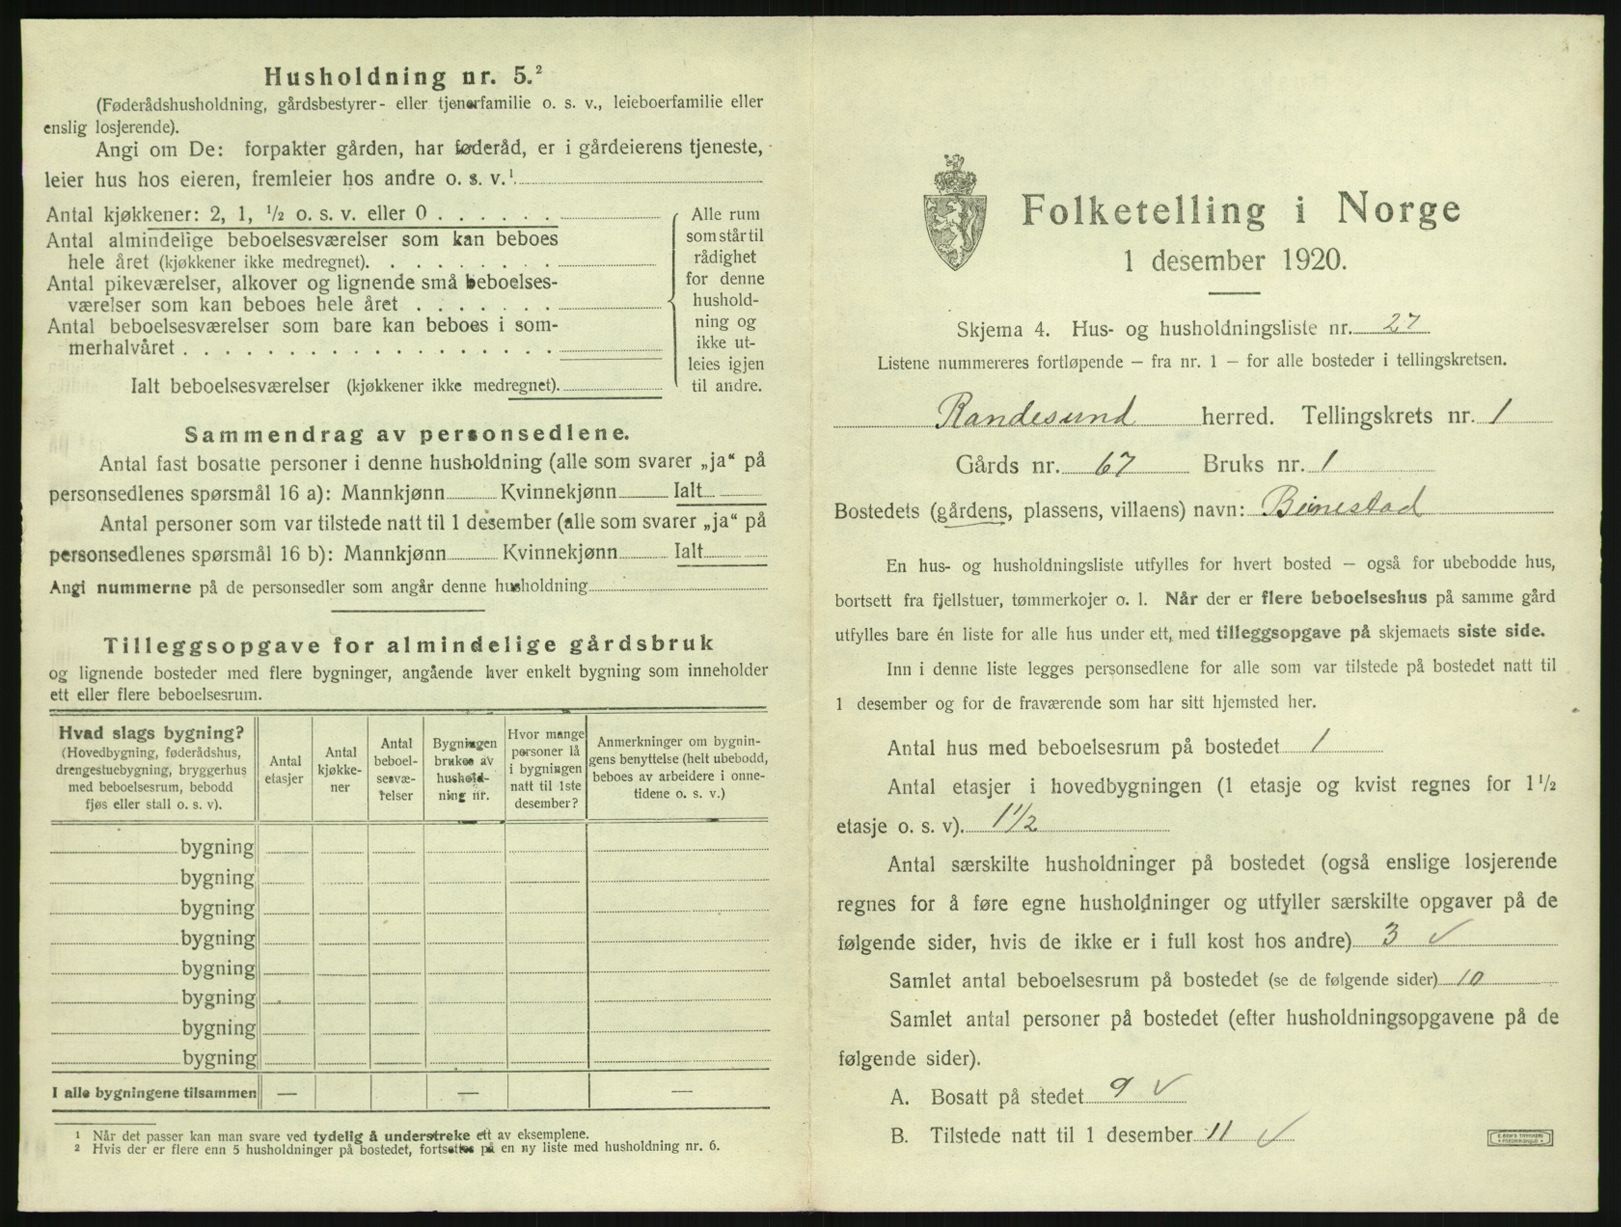 Husholdning nr. 5.²
(Føderådshusholdning, gårdsbestyrer- eller tjenerfamilie o. s. v., leieboerfamilie eller
enslig losjerende).
Angi om De: forpakter gården, har føderåd, er i gårdeierens tjeneste,
leier hus hos eieren, fremleier hos andre o. s. v.¹
Antal kjøkkener: 2, 1, ½ o. s. v. eller 0 . . . . . .
Antal almindelige beboelsesværelser som kan beboes
hele året (kjøkkener ikke medregnet). . . . . . . . .
Antal pikeværelser, alkover og lignende små beboelses-
værelser som kan beboes hele året . . . . . . .
Antal beboelsesværelser som bare kan beboes i som-
merhalvåret . . . . . . . . . . . . . . . . . .
Ialt beboelsesværelser (kjøkkener ikke medregnet).
Alle rum
som står til
rådighet
for denne
hushold-
ning og
ikke ut-
leies igjen
til andre.
Sammendrag av personsedlene.
Antal fast bosatte personer i denne husholdning (alle som svarer „ja“ på
personsedlenes spørsmål 16 a): Mannkjønn Kvinnekjønn Ialt
Antal personer som var tilstede natt til 1 desember (alle som svarer „ja“ på
personsedlenes spørsmål 16 b): Mannkjønn Kvinnekjønn Ialt
Angi nummerne på de personsedler som angår denne husholdning
Tilleggsopgave for almindelige gårdsbruk
og lignende bosteder med flere bygninger, angående hver enkelt bygning som inneholder
ett eller flere beboelsesrum.
Hvad slags bygning?
(Hovedbygning, føderådshus,
drengestuebygning, bryggerhus
med beboelsesrum, bebodd
fjøs eller stall o. s. v).
Antal
etasjer
Antal
kjøkke-
ner
Antal
beboel-
sesvæ-
relser
Bygningen
brukes av
hushold-
ning nr.
Hvor mange
personer lå
i bygningen
natt til 1ste
desember?
Anmerkninger om bygnin-
gens benyttelse (helt ubebodd,
beboes av arbeidere i onne-
tidene o. s. v.)
bygning
bygning
bygning
bygning
bygning
bygning
bygning
bygning
I alle bygningene tilsammen — — —
¹ Når det passer kan man svare ved tydelig å understreke ett av eksemplene.
² Hvis der er flere enn 5 husholdninger på bostedet, fortsettes på en ny liste med husholdning nr. 6.
Folketelling i Norge
1 desember 1920.
Skjema 4. Hus- og husholdningsliste nr. 27
Listene nummereres fortløpende — fra nr. 1 — for alle bosteder i tellingskretsen.
Randesund herred. Tellingskrets nr. 1
Gårds nr. 67 Bruks nr. 1
Bostedets (gårdens, plassens, villaens) navn: Benestad
En hus- og husholdningsliste utfylles for hvert bosted — også for ubebodde hus,
bortsett fra fjellstuer, tømmerkojer o. l. Når der er flere beboelseshus på samme gård
utfylles bare én liste for alle hus under ett, med tilleggsopgave på skjemaets siste side.
Inn i denne liste legges personsedlene for alle som var tilstede på bostedet natt til
1 desember og for de fraværende som har sitt hjemsted her.
Antal hus med beboelsesrum på bostedet 1
Antal etasjer i hovedbygningen (1 etasje og kvist regnes for 1½
etasje o. s. v). 1½
Antal særskilte husholdninger på bostedet (også enslige losjerende
regnes for å føre egne husholdninger og utfyller særskilte opgaver på de
følgende sider, hvis de ikke er i full kost hos andre) 3 ✓
Samlet antal beboelsesrum på bostedet (se de følgende sider) 10
Samlet antal personer på bostedet (efter husholdningsopgavene på de
følgende sider).
A. Bosatt på stedet 9 ✓
B. Tilstede natt til 1 desember 11 ✓